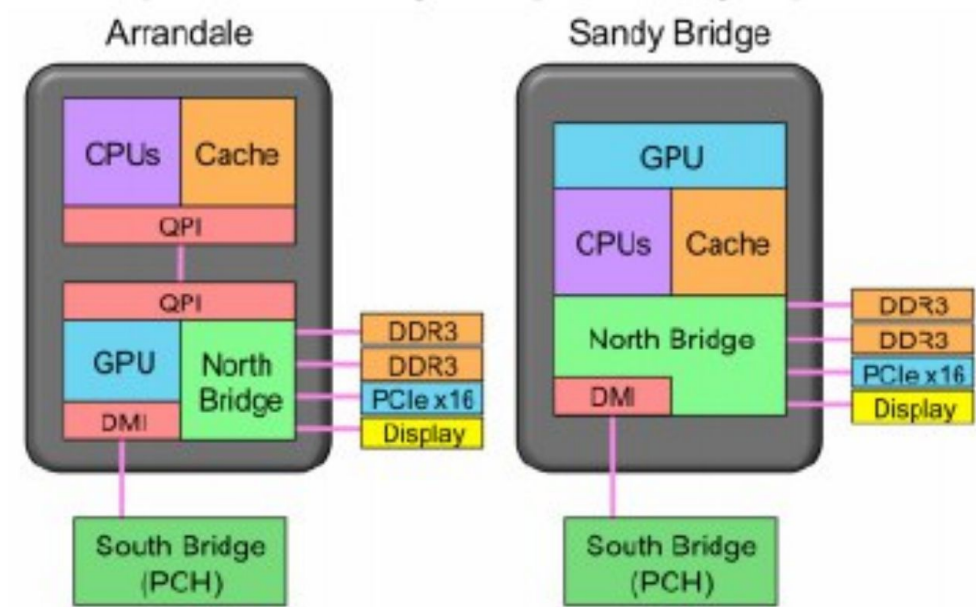 Arrandale
CPUs
Cache
QPI
QPI
GPU
North
Bridge
DMI
DDR3
DDR3
PCIe x16
Display
South Bridge
(PCH)
Sandy Bridge
GPU
CPUs
Cache
North Bridge
DMI
DDR3
DDR3
PCIe x16
Display
South Bridge
(PCH)